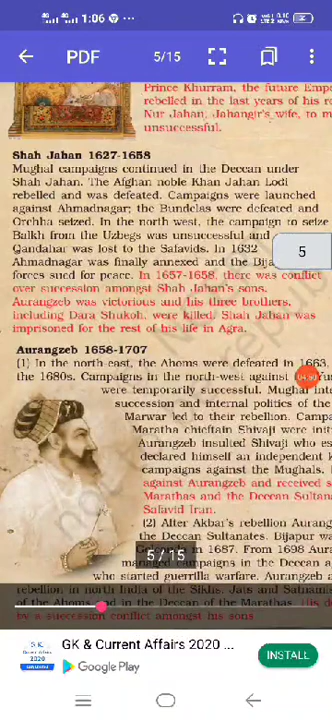 1:06
PDF
5/15
Prince Khurram, the future Emp
rebelled in the last years of his r
Nur Jahan, Jahangir's wife, to m
unsuccessful.
Shah Jahan 1627-1658
Mughal campaigns continued in the Deccan under
Shah Jahan. The Afghan noble Khan Jahan Lodi
rebelled and was defeated. Campaigns were launched
against Ahmadnagar; the Bundelas were defeated and
Orchha seized. In the north-west, the campaign to seize
Balkh from the Uzbegs was unsuccessful and
Qandahar was lost to the Safavids. In 1632
Ahmadnagar was finally annexed and the Bija
5
forces sued for peace. In 1657-1658, there was conflict
over succession amongst Shah Jahan's sons.
Aurangzeb was victorious and his three brothers,
including Dara Shukoh, were killed. Shah Jahan was
imprisoned for the rest of his life in Agra.
Aurangzeb 1658-1707
(1) In the north-east, the Ahoms were defeated in 1663,
the 1680s. Campaigns in the north-west against
were temporarily successful. Mughal inte
succession and internal politics of the
Marwar led to their rebellion. Campa
Maratha chieftain Shivaji were initi
Aurangzeb insulted Shivaji who es
declared himself an independent k
campaigns against the Mughals.
against Aurangzeb and received s
Marathas and the Deccan Sultana
Safavid Iran.
(2) After Akbar's rebellion Aurang
the Deccan Sultanates. Bijapur w
5/15
in 1687. From 1698 Aura
managed campaigns in the Deccan a
who started guerrilla warfare. Aurangzeb a
rebellion in north India of the Sikhs, Jats and Satnamis
of the Ahoms and in the Deccan of the Marathas. His de
by a succession conflict amongst his sons
GK & Current Affairs 2020 ...
Google Play
INSTALL